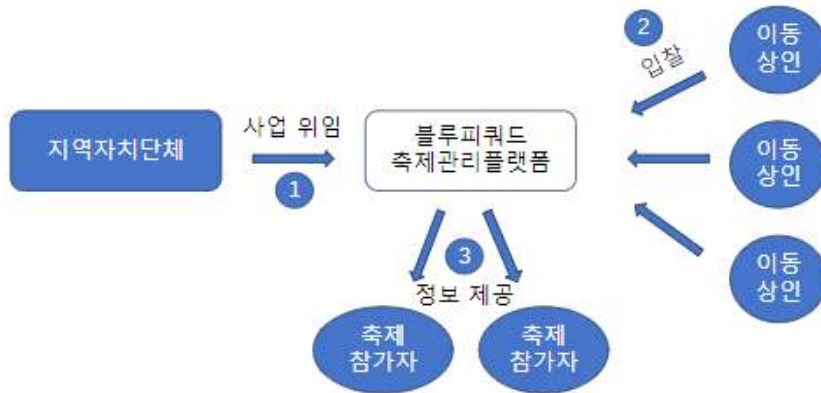 2
입찰
이동
상인
지역자치단체
사업 위임
1
블루피쿼드
축제관리플랫폼
이동
상인
3
정보 제공
이동
상인
축제
참가자
축제
참가자